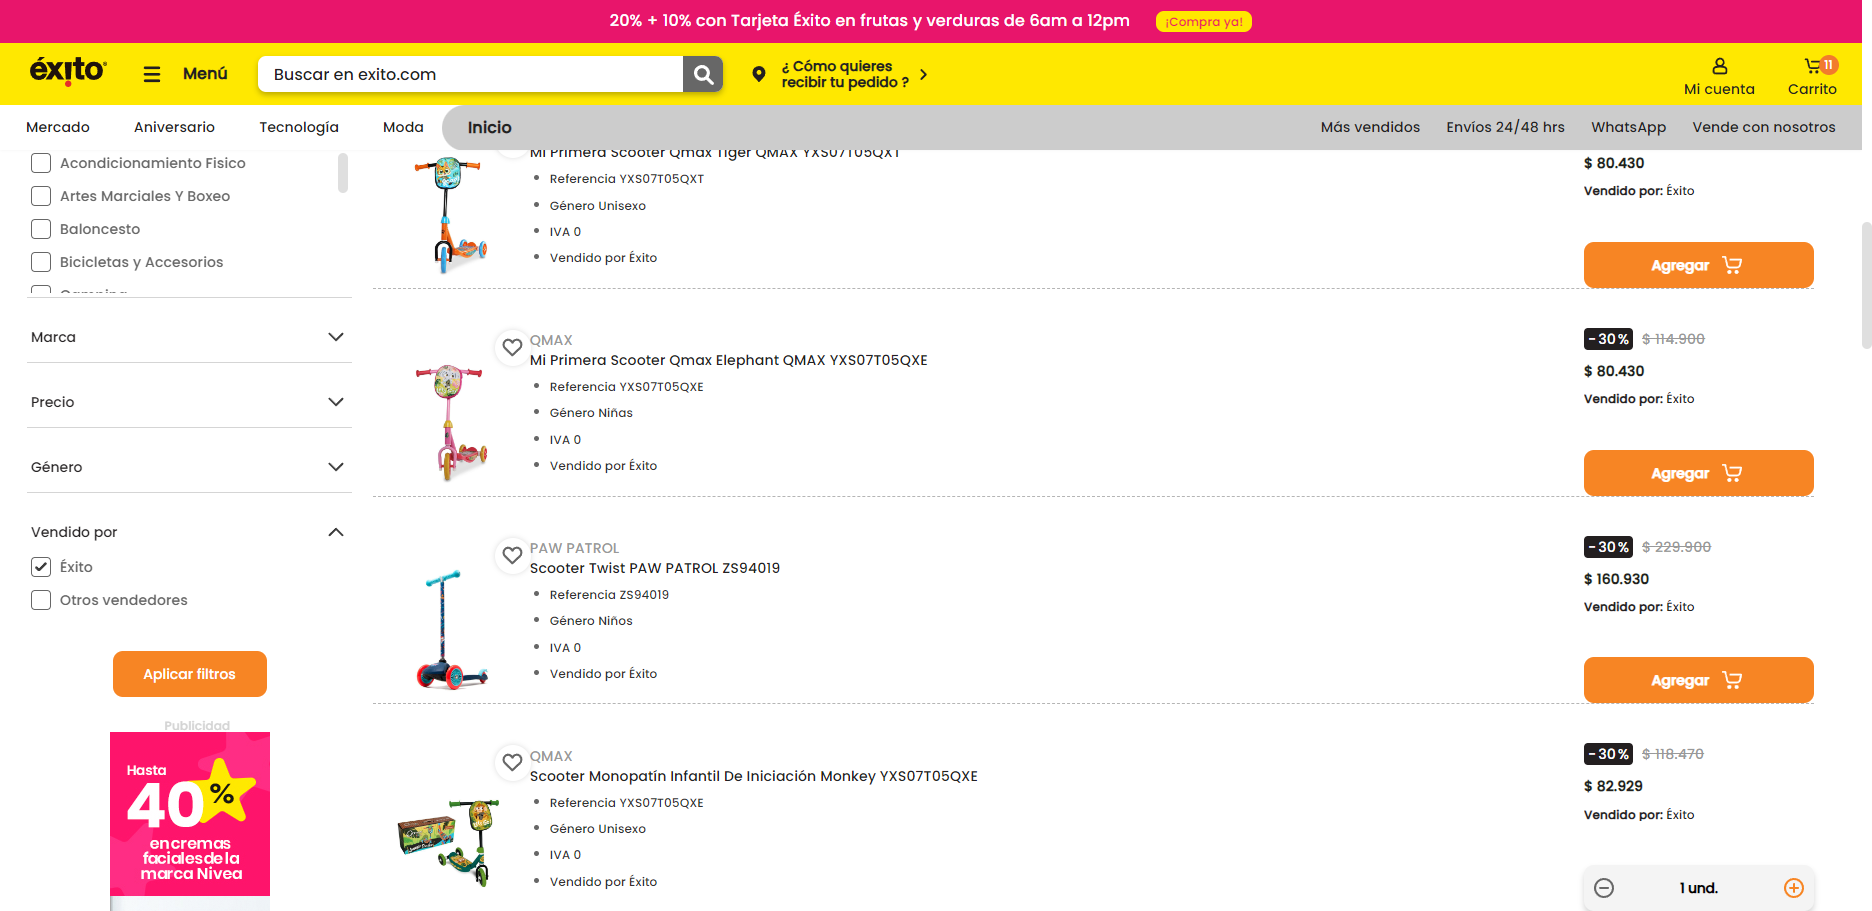 20% + 10% con Tarjeta Éxito en frutas y verduras de 6am a 12pm
¡Compra ya!
éxito
Menú
Buscar en exito.com
¿ Cómo quieres
recibir tu pedido ?
Mi cuenta
11
Carrito
Mercado
Aniversario
Tecnología
Moda
Inicio
Más vendidos
Envíos 24/48 hrs
WhatsApp
Vende con nosotros
Acondicionamiento Fisico
Artes Marciales Y Boxeo
Baloncesto
Bicicletas y Accesorios
Camping
Marca
Precio
Género
Vendido por
Éxito
Otros vendedores
Aplicar filtros
Publicidad
Hasta
40%
en cremas
faciales de la
marca Nivea
Mi Primera Scooter Qmax Tiger QMAX YXS07T05QXT
Referencia YXS07T05QXT
Género Unisexo
IVA 0
Vendido por Éxito
$ 80.430
Vendido por: Éxito
Agregar
QMAX
Mi Primera Scooter Qmax Elephant QMAX YXS07T05QXE
Referencia YXS07T05QXE
Género Niñas
IVA 0
Vendido por Éxito
-30% $ 114.900
$ 80.430
Vendido por: Éxito
Agregar
PAW PATROL
Scooter Twist PAW PATROL ZS94019
Referencia ZS94019
Género Niños
IVA 0
Vendido por Éxito
-30% $ 229.900
$ 160.930
Vendido por: Éxito
Agregar
QMAX
Scooter Monopatín Infantil De Iniciación Monkey YXS07T05QXE
Referencia YXS07T05QXE
Género Unisexo
IVA 0
Vendido por Éxito
-30% $ 118.470
$ 82.929
Vendido por: Éxito
1 und.